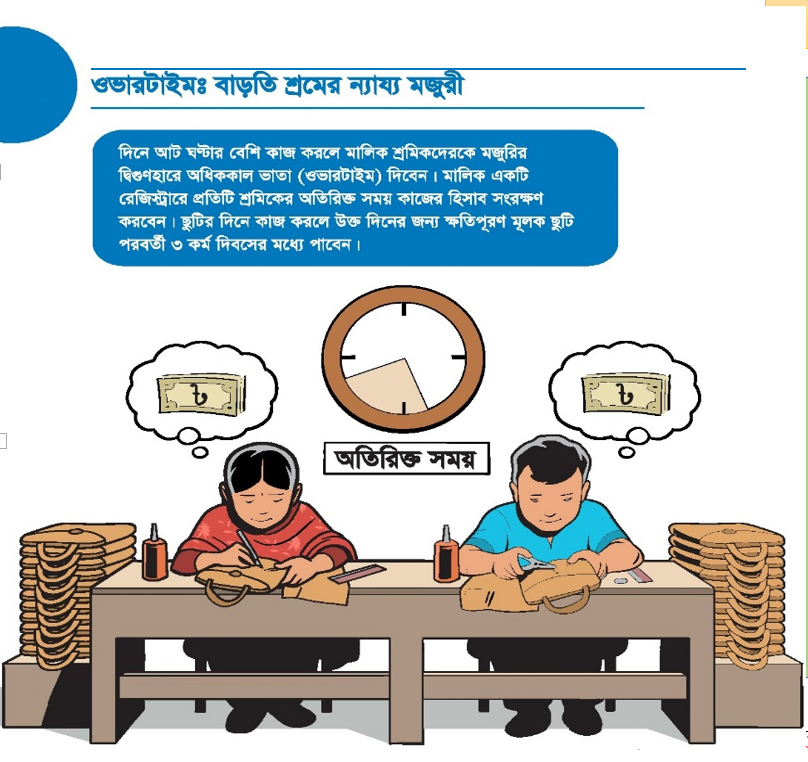 ওভারটাইমঃ বাড়তি শ্রমের ন্যায্য মজুরী
দিনে আট ঘণ্টার বেশি কাজ করলে মালিক শ্রমিকদেরকে মজুরির
দ্বিগুণহারে অধিককাল ভাতা (ওভারটাইম) দিবেন। মালিক একটি
রেজিস্ট্রারে প্রতিটি শ্রমিকের অতিরিক্ত সময় কাজের হিসাব সংরক্ষণ
করবেন। ছুটির দিনে কাজ করলে উক্ত দিনের জন্য ক্ষতিপূরণ মূলক ছুটি
পরবর্তী ৩ কর্ম দিবসের মধ্যে পাবেন।
৳ ৳
অতিরিক্ত সময়